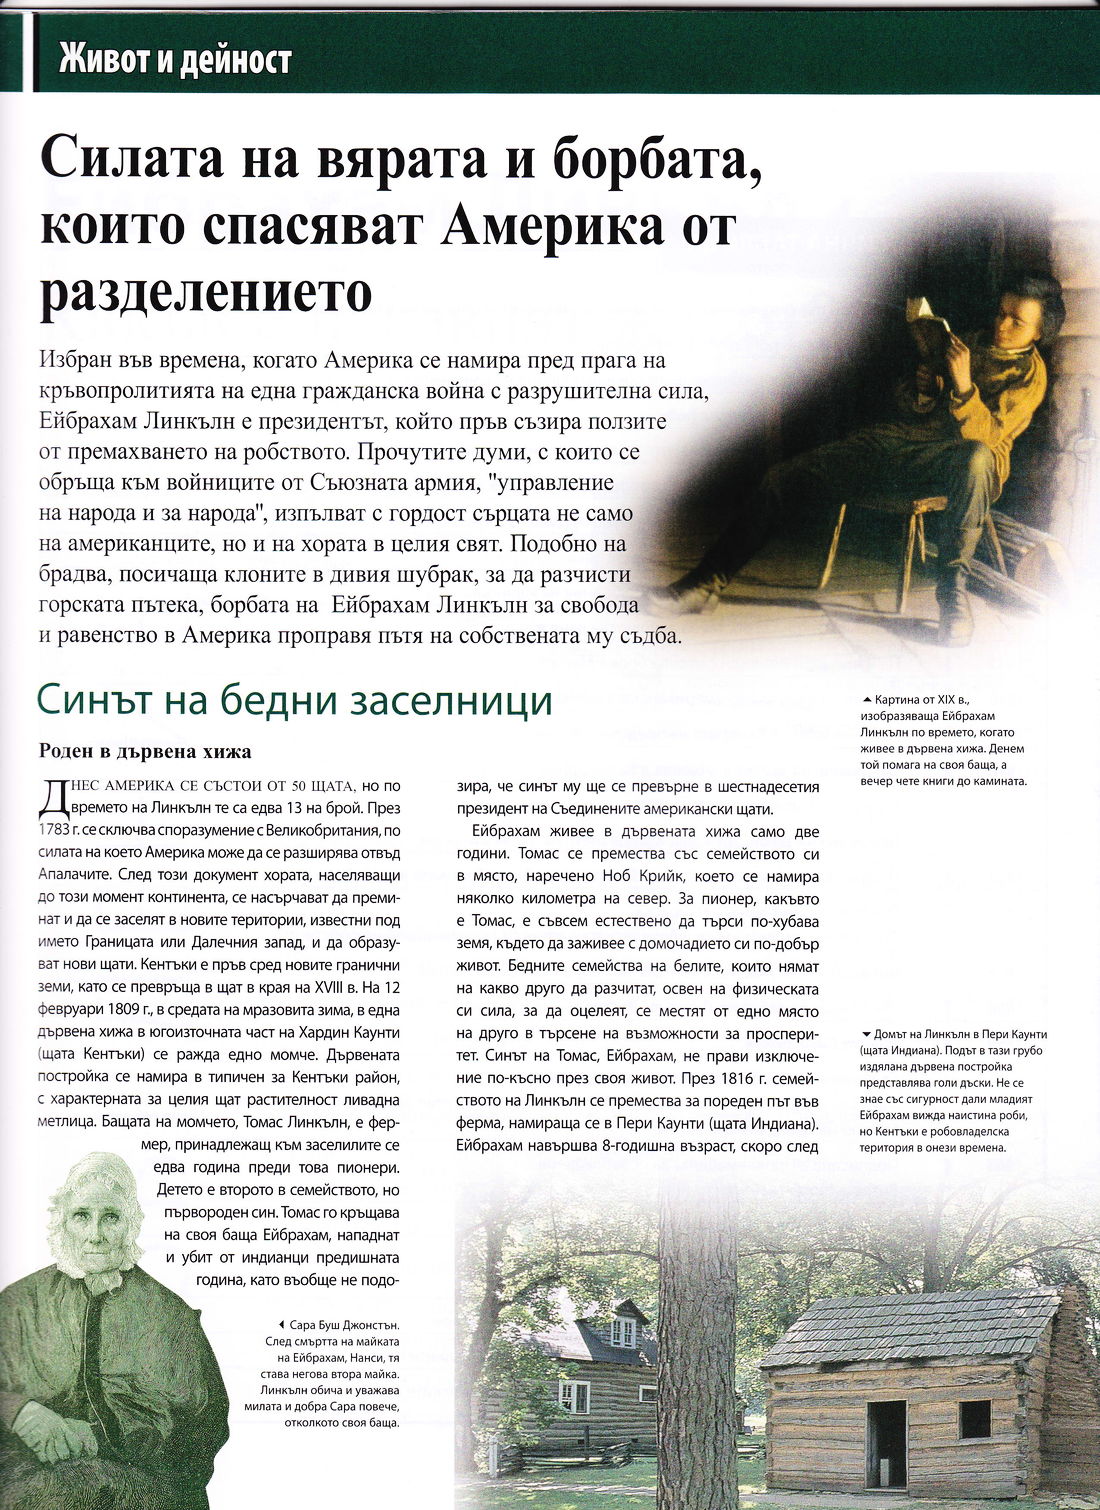 Живот и дейност
Силата на вярата и борбата,
които спасяват Америка от
разделението
Избран във времена, когато Америка се намира пред прага на
кръвопролитията на една гражданска война с разрушителна сила,
Ейбрахам Линкълн е президентът, който пръв съзира ползите
от премахването на робството. Прочутите думи, с които се
обръща към войниците от Съюзната армия, "управление
на народа и за народа", изпълват с гордост сърцата не само
на американците, но и на хората в целия свят. Подобно на
брадва, посичаща клоните в дивия шубрак, за да разчисти
горската пътека, борбата на Ейбрахам Линкълн за свобода
и равенство в Америка проправя пътя на собствената му съдба.
Синът на бедни заселници
Роден в дървена хижа
ДНЕС АМЕРИКА СЕ СЪСТОИ ОТ 50 ЩАТА, но по
времето на Линкълн те са едва 13 на брой. През
1783 г. се сключва споразумение с Великобритания, по
силата на което Америка може да се разширява отвъд
Апалачите. След този документ хората, населяващи
до този момент континента, се насърчават да преми-
нат и да се заселят в новите територии, известни под
името Границата или Далечния запад, и да образу-
ват нови щати. Кентъки е пръв сред новите гранични
земи, като се превръща в щат в края на XVIII в. На 12
февруари 1809 г., в средата на мразовита зима, в една
дървена хижа в югоизточната част на Хардин Каунти
(щата Кентъки) се ражда едно момче. Дървената
постройка се намира в типичен за Кентъки район,
с характерната за целия щат растителност ливадна
метлица. Бащата на момчето, Томас Линкълн, е фер-
мер, принадлежащ към заселилите се
едва година преди това пионери.
Детето е второто в семейството, но
първороден син. Томас го кръщава
на своя баща Ейбрахам, нападнат
и убит от индианци предишната
година, като въобще не подо-
зира, че синът му ще се превърне в шестнадесетия
президент на Съединените американски щати.
Ейбрахам живее в дървената хижа само две
години. Томас се премества със семейството си
в място, наречено Ноб Крийк, което се намира
няколко километра на север. За пионер, какъвто
е Томас, е съвсем естествено да търси по-хубава
земя, където да заживее с домочадието си по-добър
живот. Бедните семейства на белите, които нямат
на какво друго да разчитат, освен на физическата
си сила, за да оцелеят, се местят от едно място
на друго в търсене на възможности за просперi-
тет. Синът на Томас, Ейбрахам, не прави изключе-
ние по-късно през своя живот. През 1816 г. семей-
ството на Линкълн се премества за пореден път във
ферма, намираща се в Пери Каунти (щата Индиана).
Ейбрахам навършва 8-годишна възраст, скоро след
Картина от XIX в.,
изобразяваща Ейбрахам
Линкълн по времето, когато
живее в дървена хижа. Денем
той помага на своя баща, а
вечер чете книги до камината.
Домът на Линкълн в Пери Каунти
(щата Индиана). Подът в тази грубо
издялана дървена постройка
представлява голи дъски. Не се
знае със сигурност дали младият
Ейбрахам вижда наистина роби,
но Кентъки е робовладелска
територия в онези времена.
Сара Буш Джонстън.
След смъртта на майката
на Ейбрахам, Нанси, тя
става негова втора майка.
Линкълн обича и уважава
милата и добра Сара повече,
отколкото своя баща.